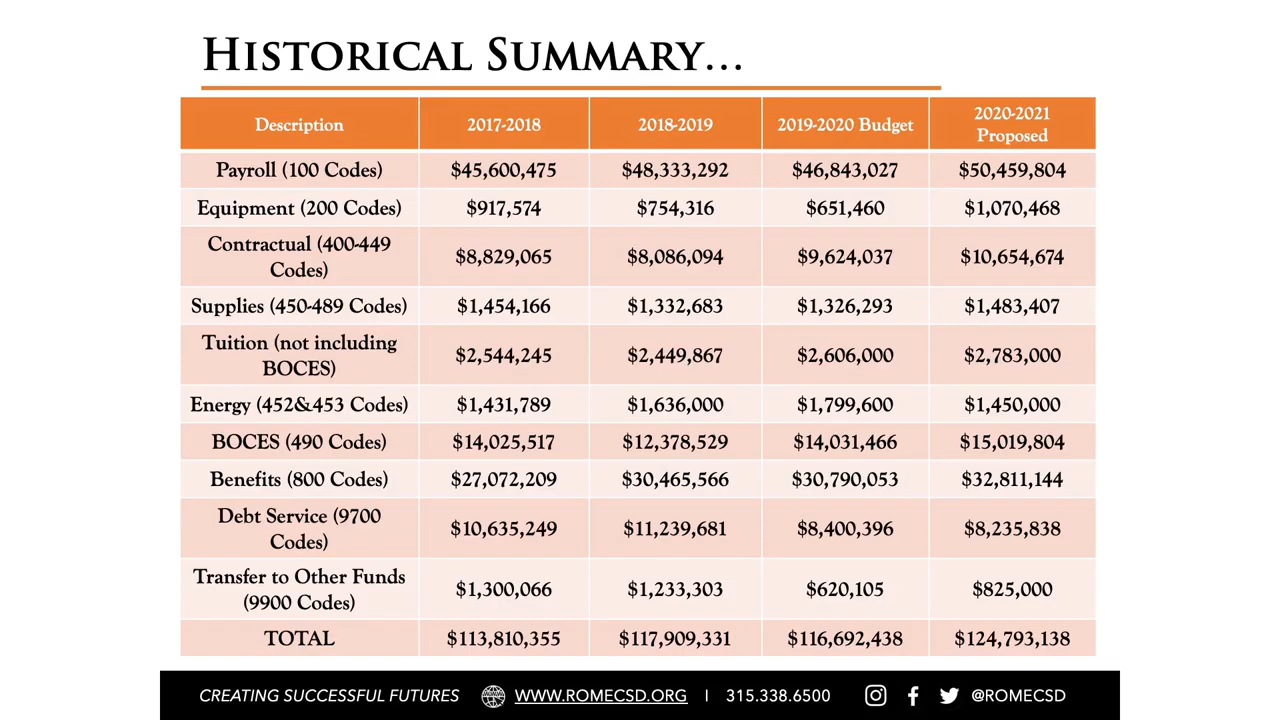 HISTORICAL SUMMARY...
Description 2017-2018 2018-2019 2019-2020 Budget 2020-2021 Proposed
Payroll (100 Codes) $45,600,475 $48,333,292 $46,843,027 $50,459,804
Equipment (200 Codes) $917,574 $754,316 $651,460 $1,070,468
Contractual (400-449 Codes) $8,829,065 $8,086,094 $9,624,037 $10,654,674
Supplies (450-489 Codes) $1,454,166 $1,332,683 $1,326,293 $1,483,407
Tuition (not including BOCES) $2,544,245 $2,449,867 $2,606,000 $2,783,000
Energy (452&453 Codes) $1,431,789 $1,636,000 $1,799,600 $1,450,000
BOCES (490 Codes) $14,025,517 $12,378,529 $14,031,466 $15,019,804
Benefits (800 Codes) $27,072,209 $30,465,566 $30,790,053 $32,811,144
Debt Service (9700 Codes) $10,635,249 $11,239,681 $8,400,396 $8,235,838
Transfer to Other Funds (9900 Codes) $1,300,066 $1,233,303 $620,105 $825,000
TOTAL $113,810,355 $117,909,331 $116,692,438 $124,793,138
CREATING SUCCESSFUL FUTURES WWW.ROMECSD.ORG | 315.338.6500 @ROMECSD